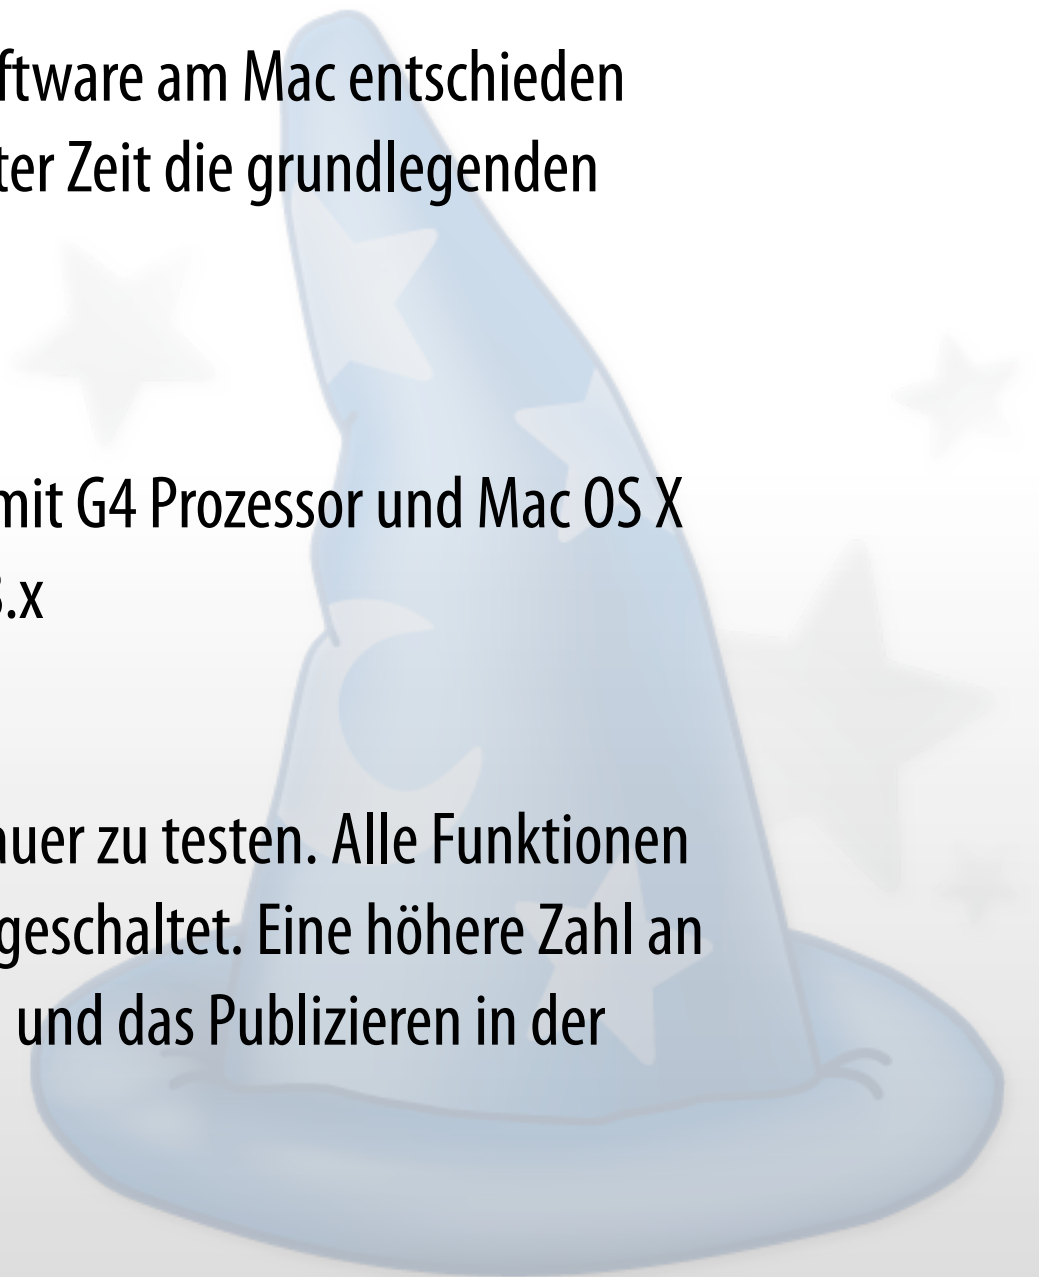 ftware am Mac entschieden
ter Zeit die grundlegenden
mit G4 Prozessor und Mac OS X
.x
auer zu testen. Alle Funktionen
geschaltet. Eine höhere Zahl an
und das Publizieren in der